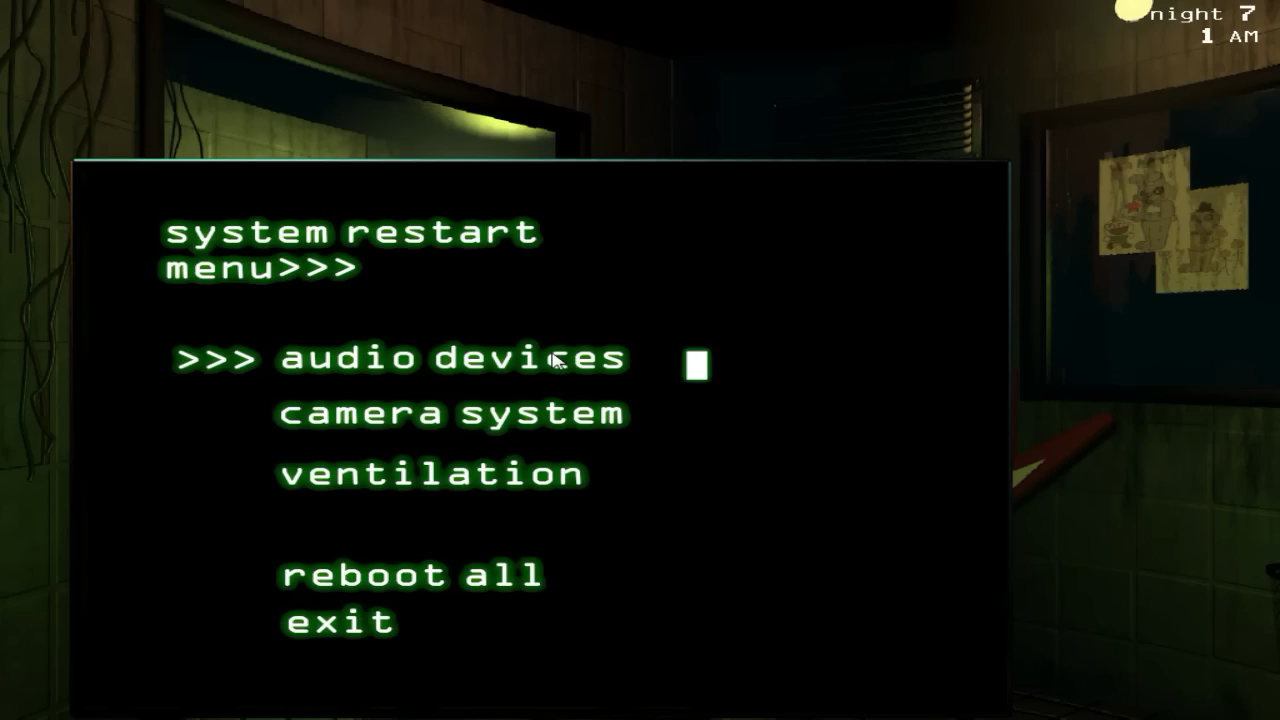 night 7
1 AM
system restart
menu>>>
>>> audio devices
camera system
ventilation
reboot all
exit